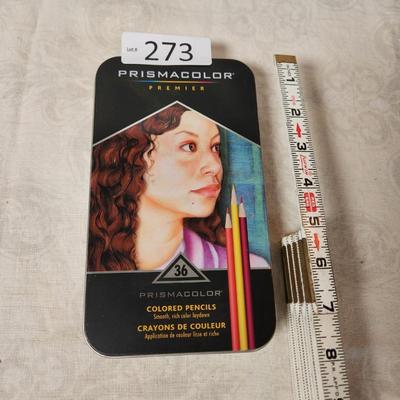 Lot #
273
PRISMACOLOR®
PREMIER
36
PRISMACOLOR®
COLORED PENCILS
Smooth, rich color laydown
CRAYONS DE COULEUR
Application de couleur lisse et riche
1
2
3
4
5
6
7
8